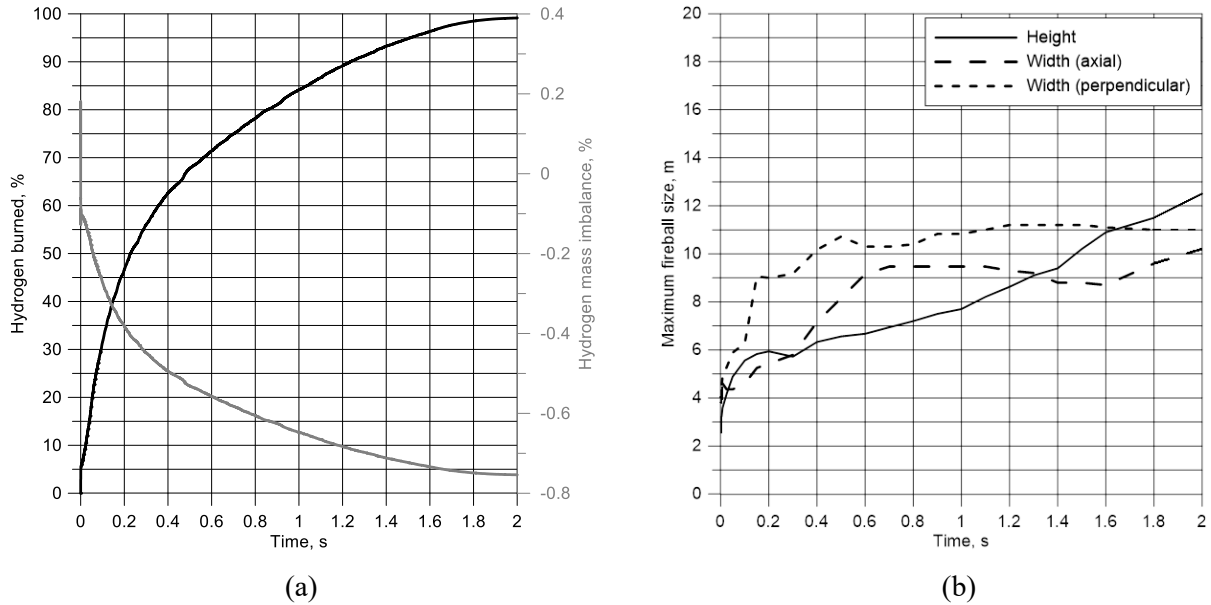 100
90
80
70
60
50
40
30
20
10
0
Hydrogen burned, %
0.4
0.2
0
-0.2
-0.4
-0.6
-0.8
Hydrogen mass imbalance, %
0 0.2 0.4 0.6 0.8 1 1.2 1.4 1.6 1.8 2
Time, s
(a)
20
18
16
14
12
10
8
6
4
2
0
Maximum fireball size, m
Height
Width (axial)
Width (perpendicular)
0 0.2 0.4 0.6 0.8 1 1.2 1.4 1.6 1.8 2
Time, s
(b)